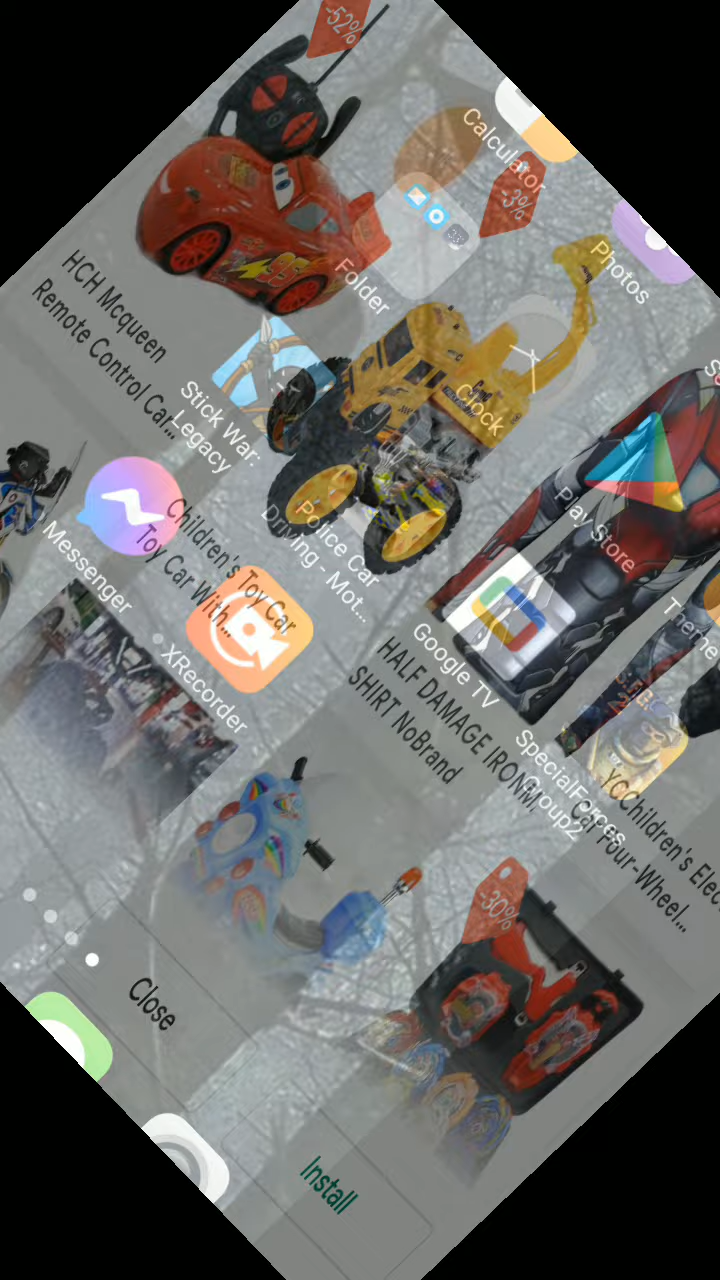 -52%
Calculator
-3%
Photos
Folder
HCH Mcqueen
Remote Control Car...
Stick War:
Legacy
Clock
Play Store
Messenger
Children's Toy Car
Toy Car With...
XRecorder
Police Car
Driving - Mot...
Google TV
Theme
HALF DAMAGE IRONM
SHIRT NoBrand
SpecialForces
Group2
Children's Elec
Car Four-Wheel...
-30%
Close
Install